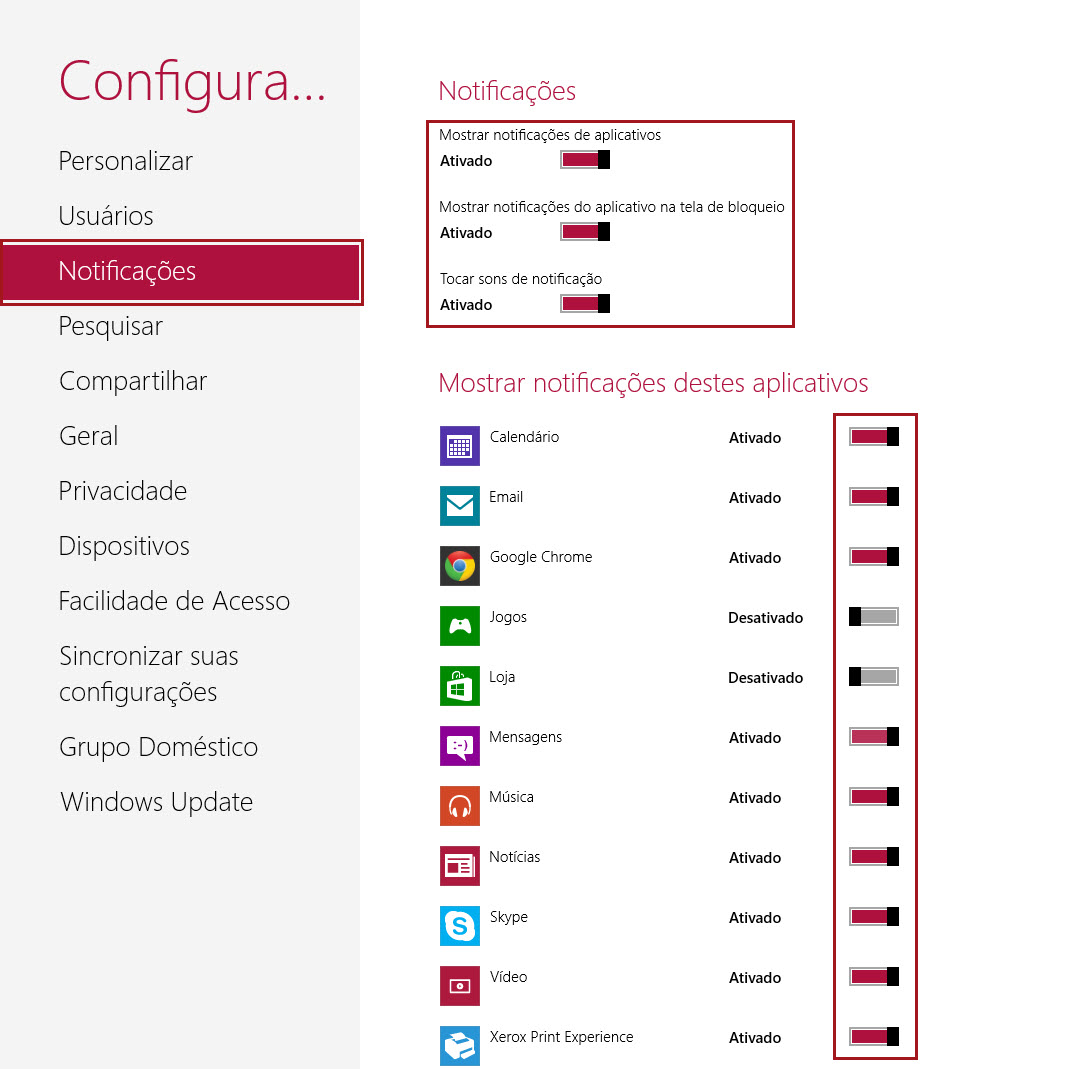 Configura...
Personalizar
Usuários
Notificações
Pesquisar
Compartilhar
Geral
Privacidade
Dispositivos
Facilidade de Acesso
Sincronizar suas
configurações
Grupo Doméstico
Windows Update
Notificações
Mostrar notificações de aplicativos
Ativado
Mostrar notificações do aplicativo na tela de bloqueio
Ativado
Tocar sons de notificação
Ativado
Mostrar notificações destes aplicativos
Calendário Ativado
Email Ativado
Google Chrome Ativado
Jogos Desativado
Loja Desativado
:-) Mensagens Ativado
Música Ativado
Notícias Ativado
S Skype Ativado
Vídeo Ativado
Xerox Print Experience Ativado